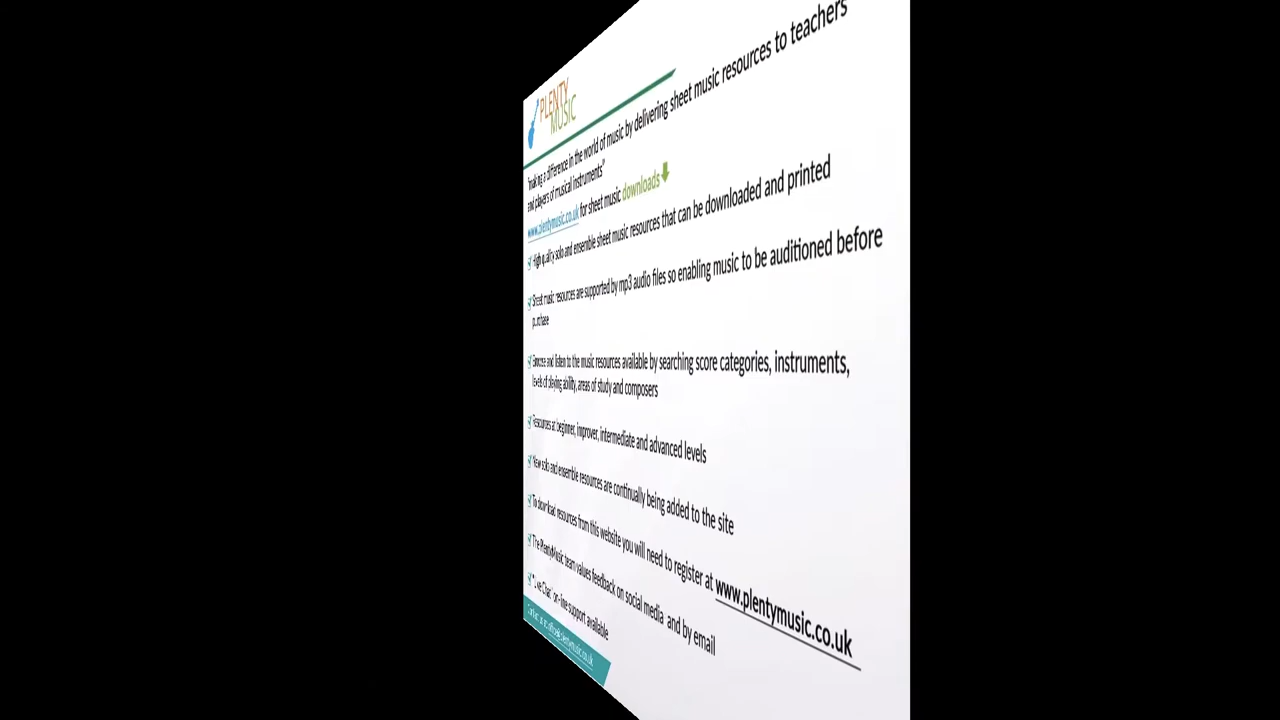 PLENTY
MUSIC
"making a difference in the world of music by delivering sheet music resources to teachers
and players of musical instruments"
www.plentymusic.co.uk for sheet music downloads
High quality solo and ensemble sheet music resources that can be downloaded and printed
Sheet music resources are supported by mp3 audio files so enabling music to be auditioned before
purchase
and listen to the music resources available by searching score categories, instruments,
levels of playing ability, areas of study and composers
Resources at beginner, improver, intermediate and advanced levels
New solo and ensemble resources are continually being added to the site
To download resources from this website you will need to register at www.plentymusic.co.uk
The PlentyMusic team values feedback on social media and by email
"Live Chat" on-line support available